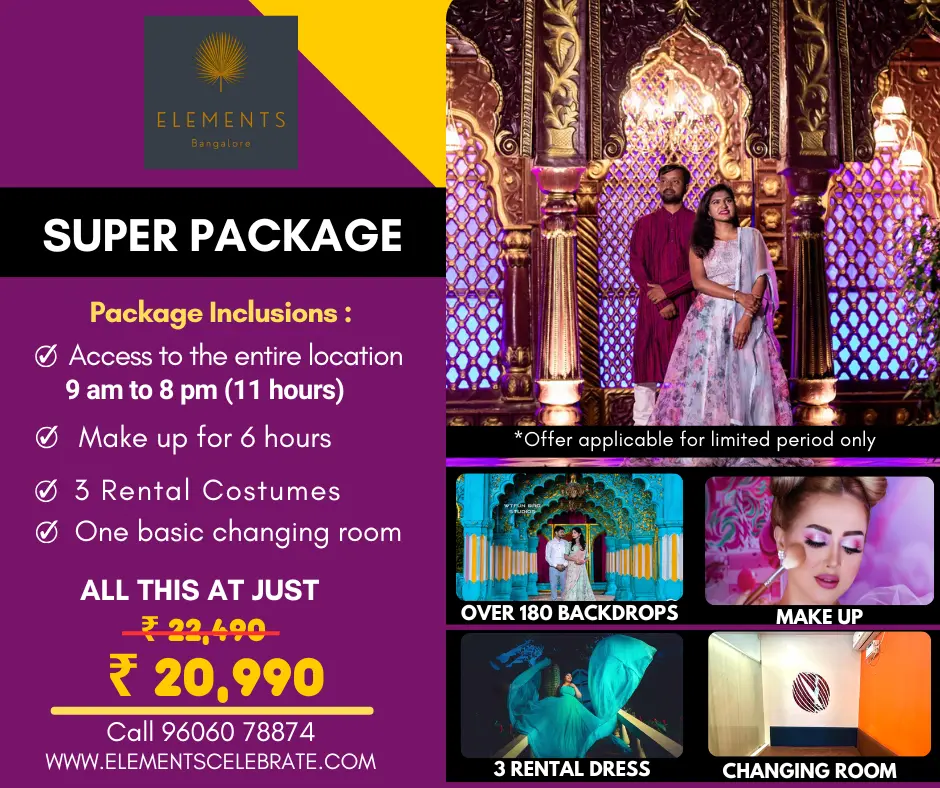 ELEMENTS
Bangalore
SUPER PACKAGE
Package Inclusions :
Access to the entire location
9 am to 8 pm (11 hours)
Make up for 6 hours
3 Rental Costumes
One basic changing room
ALL THIS AT JUST
₹ 22,490
₹ 20,990
Call 96060 78874
WWW.ELEMENTSCELEBRATE.COM
*Offer applicable for limited period only
STUDIOS
OVER 180 BACKDROPS
MAKE UP
3 RENTAL DRESS
CHANGING ROOM